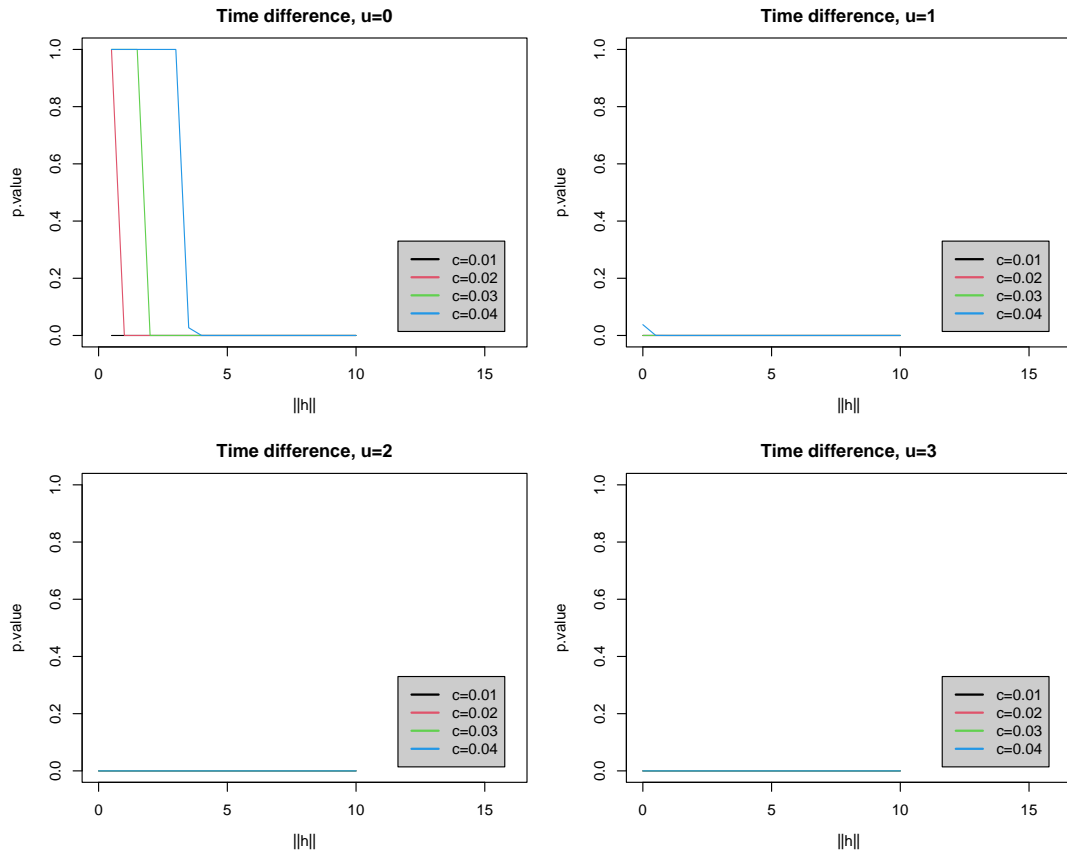 Time difference, u=0
p.value
1.0
0.8
0.6
0.4
0.2
0.0
c=0.01
c=0.02
c=0.03
c=0.04
0 5 10 15
||h||
Time difference, u=1
p.value
1.0
0.8
0.6
0.4
0.2
0.0
c=0.01
c=0.02
c=0.03
c=0.04
0 5 10 15
||h||
Time difference, u=2
p.value
1.0
0.8
0.6
0.4
0.2
0.0
c=0.01
c=0.02
c=0.03
c=0.04
0 5 10 15
||h||
Time difference, u=3
p.value
1.0
0.8
0.6
0.4
0.2
0.0
c=0.01
c=0.02
c=0.03
c=0.04
0 5 10 15
||h||